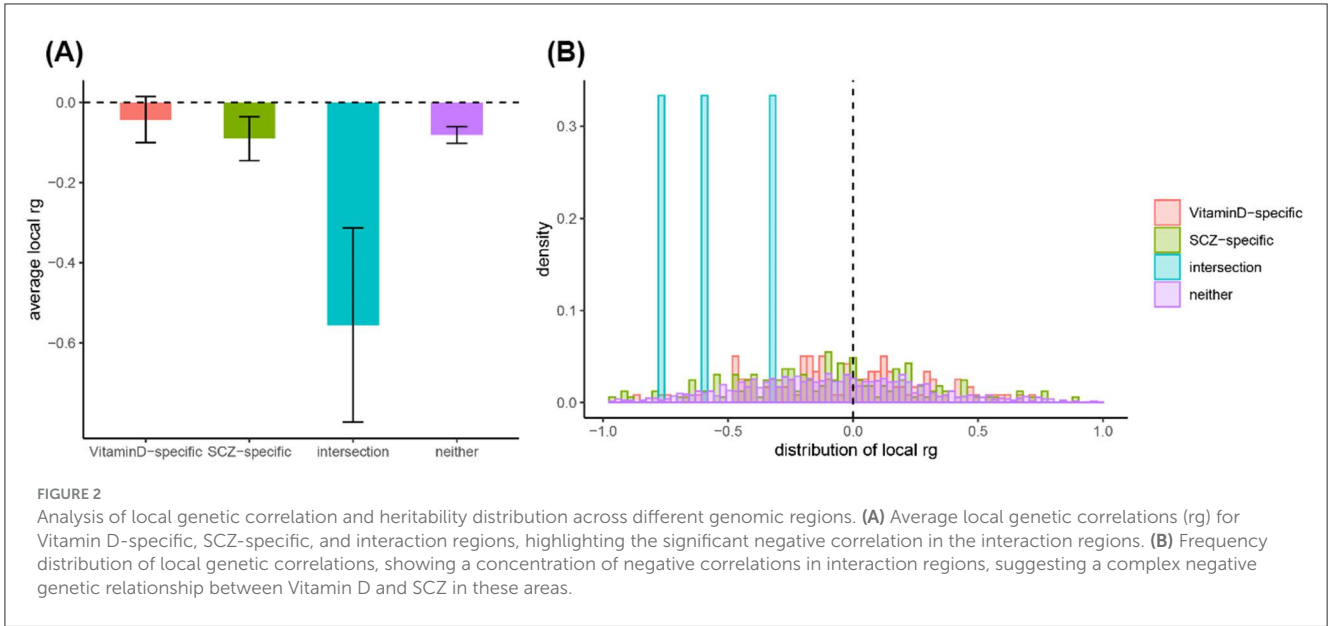 (A)
0.0
−0.2
−0.4
−0.6
average local rg
VitaminD−specific SCZ−specific intersection neither
(B)
0.3
0.2
0.1
0.0
density
−1.0 −0.5 0.0 0.5 1.0
distribution of local rg
VitaminD−specific
SCZ−specific
intersection
neither
FIGURE 2
Analysis of local genetic correlation and heritability distribution across different genomic regions. (A) Average local genetic correlations (rg) for
Vitamin D-specific, SCZ-specific, and interaction regions, highlighting the significant negative correlation in the interaction regions. (B) Frequency
distribution of local genetic correlations, showing a concentration of negative correlations in interaction regions, suggesting a complex negative
genetic relationship between Vitamin D and SCZ in these areas.